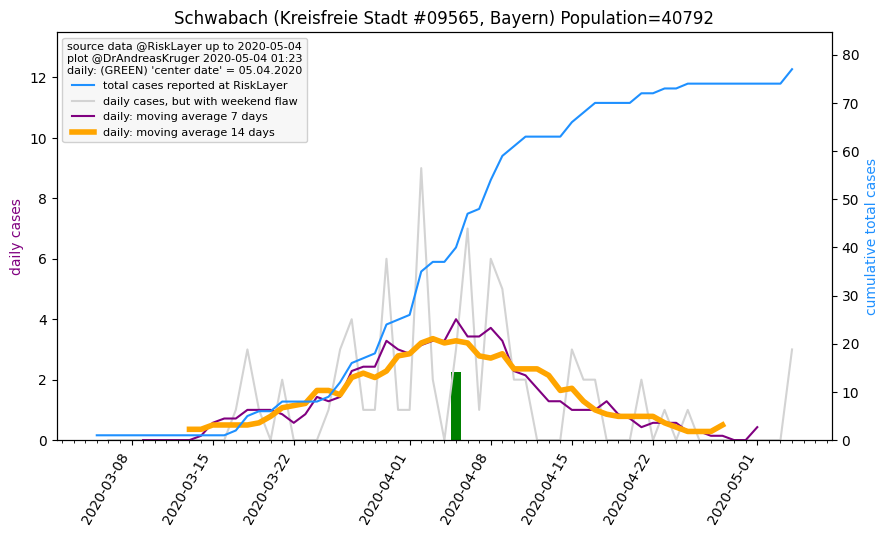 Schwabach (Kreisfreie Stadt #09565, Bayern) Population=40792
source data @RiskLayer up to 2020-05-04
plot @DrAndreasKruger 2020-05-04 01:23
daily: (GREEN) 'center date' = 05.04.2020
total cases reported at RiskLayer
daily cases, but with weekend flaw
daily: moving average 7 days
daily: moving average 14 days
daily cases
12
10
8
6
4
2
0
80
70
60
50
40
30
20
10
0
cumulative total cases
2020-03-08
2020-03-15
2020-03-22
2020-04-01
2020-04-08
2020-04-15
2020-04-22
2020-05-01